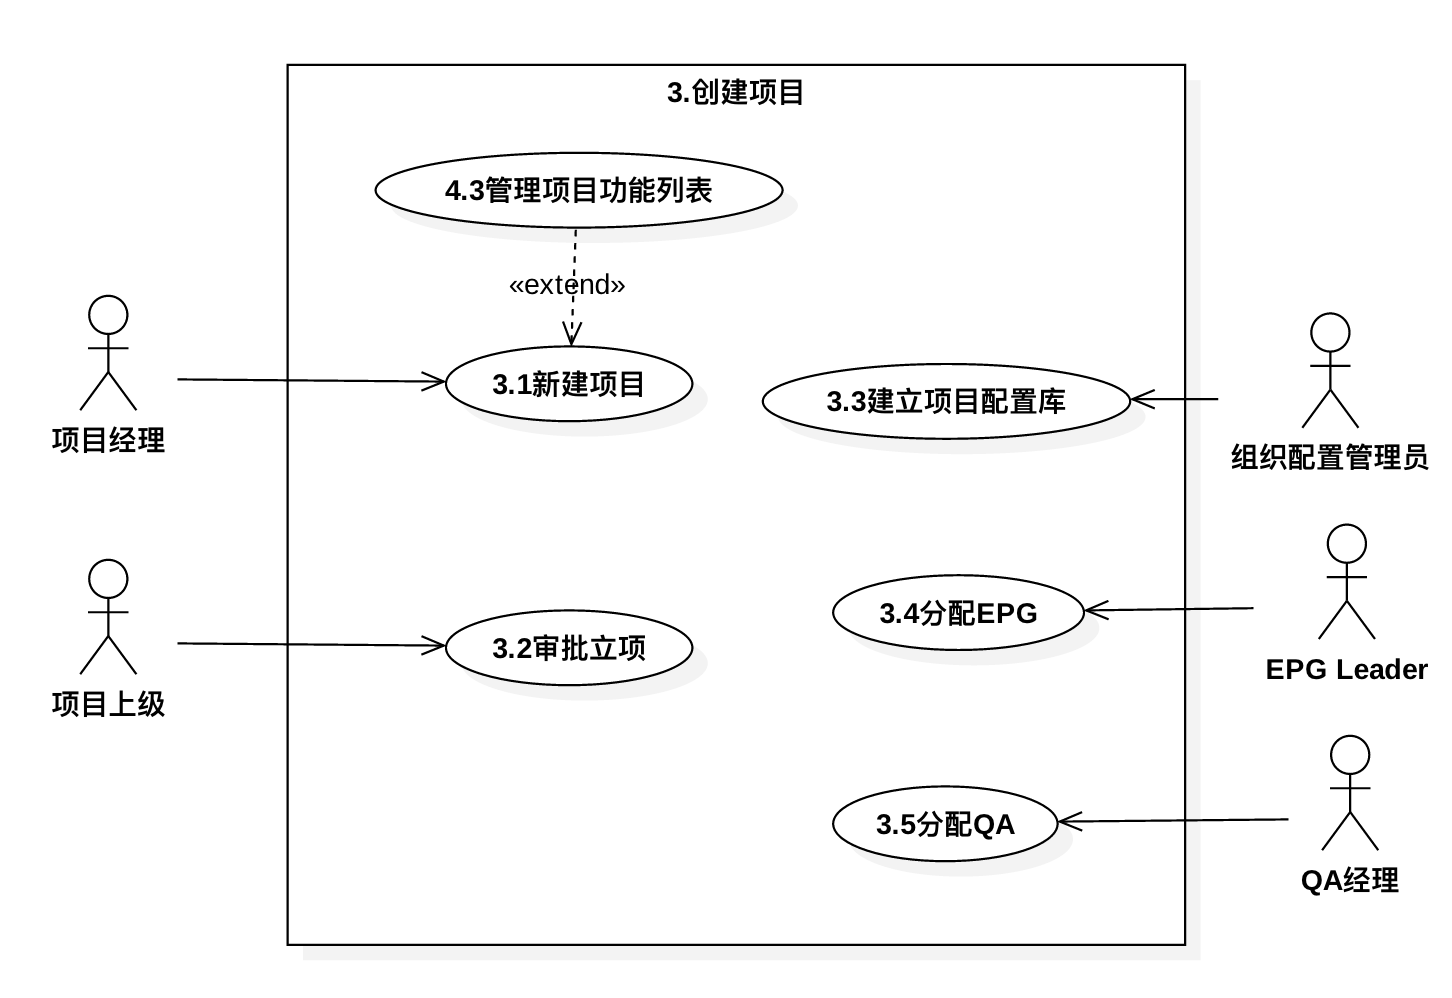 3.创建项目
4.3管理项目功能列表
«extend»
3.1新建项目
项目经理
3.3建立项目配置库
组织配置管理员
3.2审批立项
项目上级
3.4分配EPG
EPG Leader
3.5分配QA
QA经理